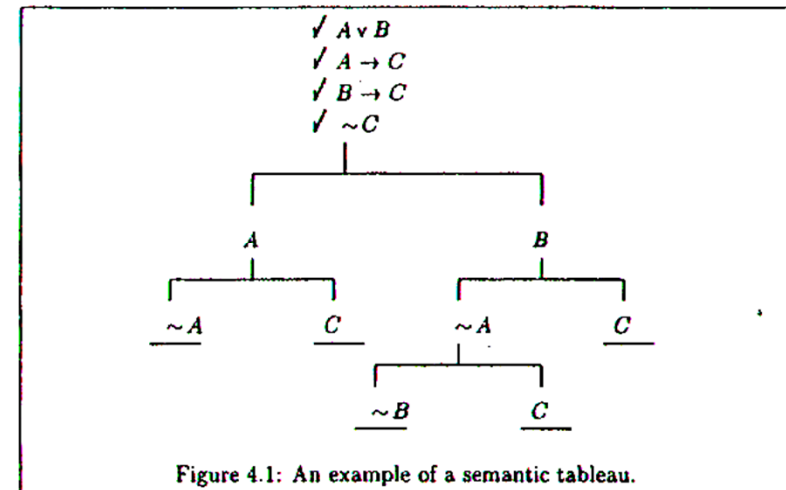 ✓ A ∨ B
✓ A → C
✓ B → C
✓ ~C
A B
~A C ~A C
~B C
Figure 4.1: An example of a semantic tableau.